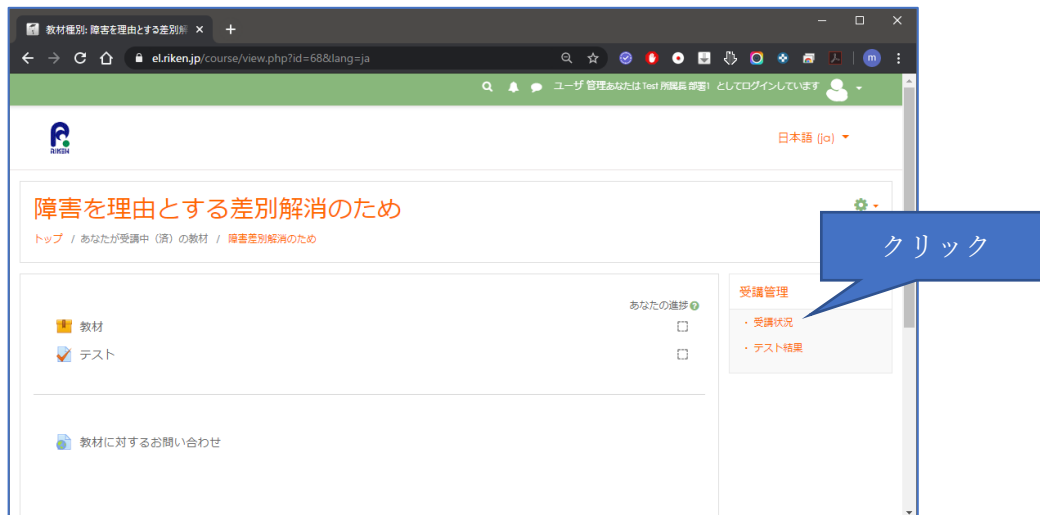 教材種別: 障害を理由とする差別解
el.riken.jp/course/view.php?id=68&lang=ja
m
ユーザ 管理あなたは Test 所属長 部署1 としてログインしています
RIKEN
日本語 (ja)
障害を理由とする差別解消のため
トップ / あなたが受講中（済）の教材 / 障害差別解消のため
クリック
あなたの進捗
教材
テスト
教材に対するお問い合わせ
受講管理
・受講状況
・テスト結果